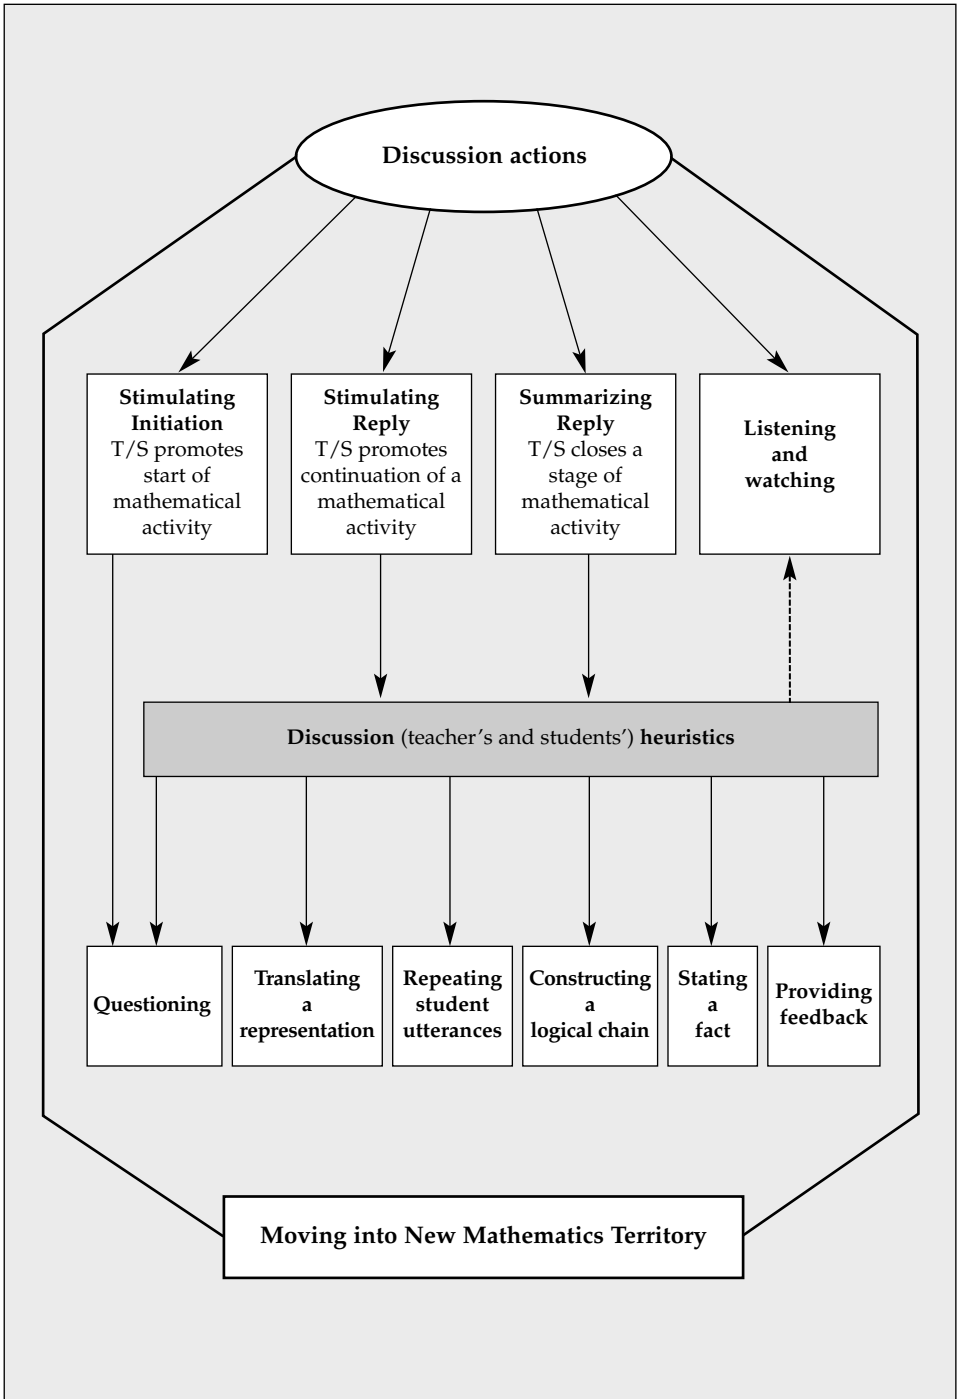 Discussion actions
Stimulating
Initiation
T/S promotes
start of
mathematical
activity
Stimulating
Reply
T/S promotes
continuation of a
mathematical
activity
Summarizing
Reply
T/S closes a
stage of
mathematical
activity
Listening
and
watching
Discussion (teacher's and students') heuristics
Questioning
Translating
a
representation
Repeating
student
utterances
Constructing
a
logical chain
Stating
a
fact
Providing
feedback
Moving into New Mathematics Territory